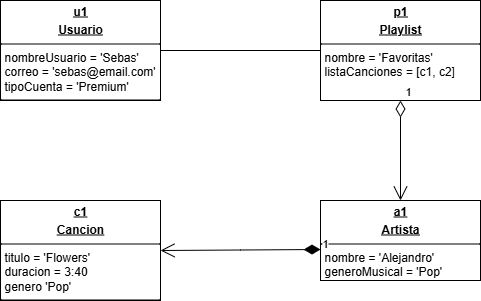 u1
Usuario
nombreUsuario = 'Sebas'
correo = 'sebas@email.com'
tipoCuenta = 'Premium'
p1
Playlist
nombre = 'Favoritas'
listaCanciones = [c1, c2]
1
c1
Cancion
titulo = 'Flowers'
duracion = 3:40
genero 'Pop'
a1
Artista
1
nombre = 'Alejandro'
generoMusical = 'Pop'